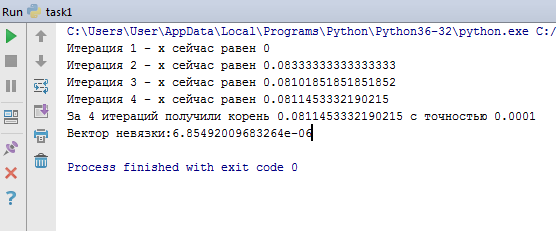 Run task1
C:\Users\User\AppData\Local\Programs\Python\Python36-32\python.exe C:/
Итерация 1 - x сейчас равен 0
Итерация 2 - x сейчас равен 0.08333333333333333
Итерация 3 - x сейчас равен 0.08101851851851852
Итерация 4 - x сейчас равен 0.0811453332190215
За 4 итераций получили корень 0.0811453332190215 с точностью 0.0001
Вектор невязки:6.85492009683264e-06
Process finished with exit code 0